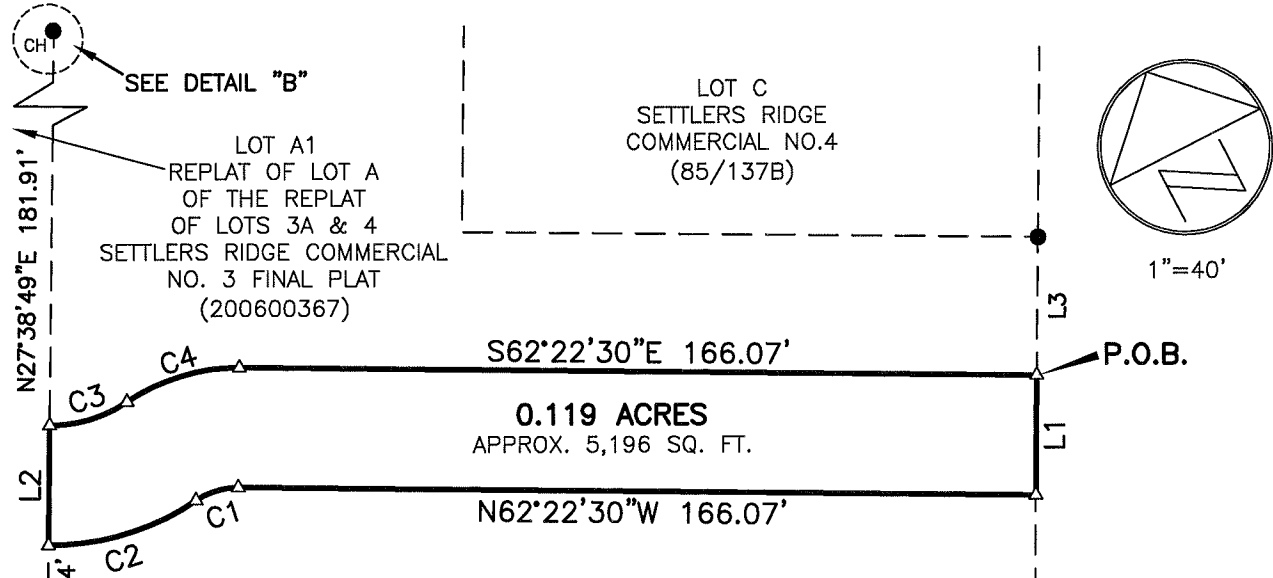 CH
SEE DETAIL "B"
LOT C
SETTLERS RIDGE
COMMERCIAL NO.4
(85/137B)
LOT A1
REPLAT OF LOT A
OF THE REPLAT
OF LOTS 3A & 4
SETTLERS RIDGE COMMERCIAL
NO. 3 FINAL PLAT
(200600367)
N27°38'49"E 181.91'
N
1"=40'
L3
S62°22'30"E 166.07'
P.O.B.
C4
C3
0.119 ACRES
APPROX. 5,196 SQ. FT.
L1
L2
C1
N62°22'30"W 166.07'
C2
4'